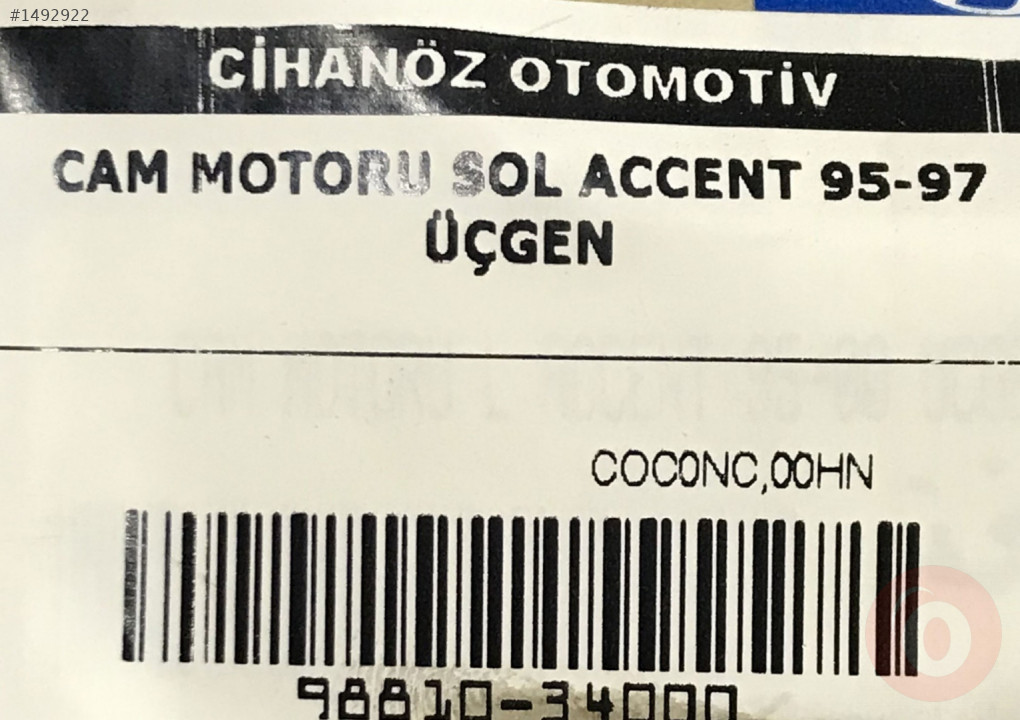 #1492922
CİHANÖZ OTOMOTİV
CAM MOTORU SOL ACCENT 95-97
ÜÇGEN
COC0NC,00HN
98810-34000